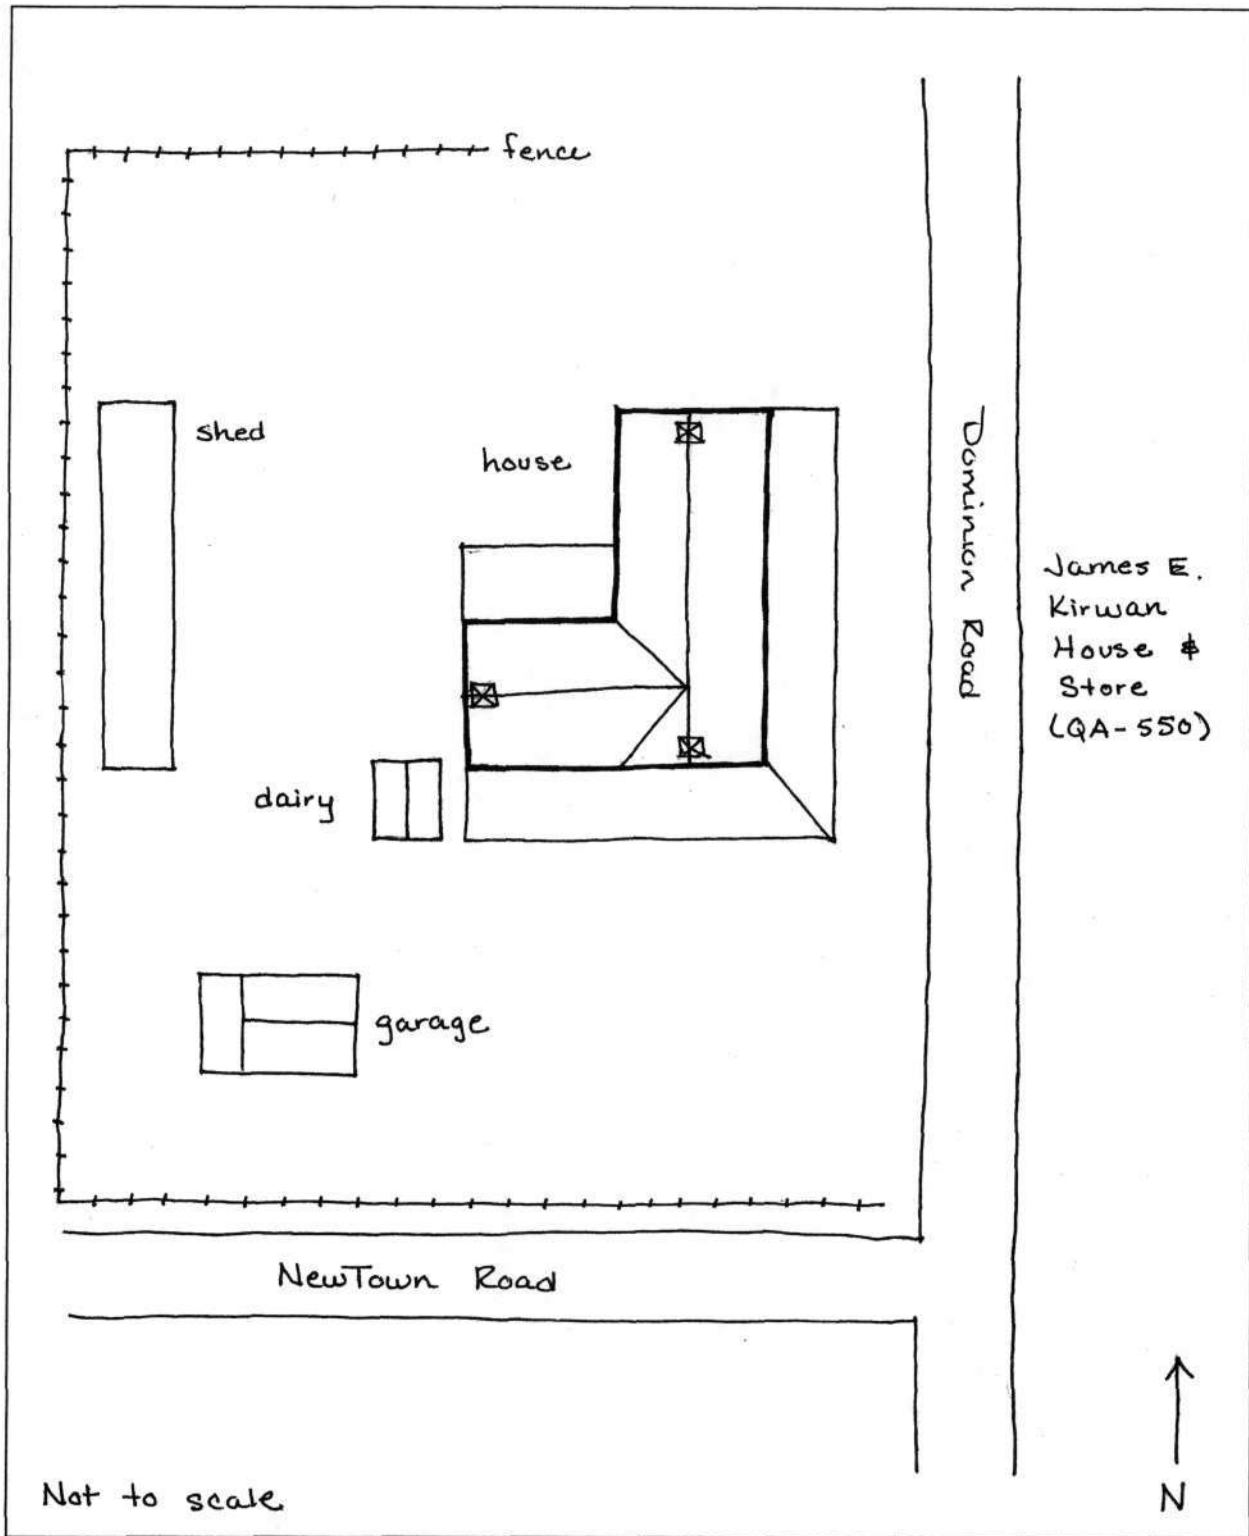 fence
shed
house
Dominion Road
James E.
Kirwan
House &
Store
(QA-550)
dairy
garage
NewTown Road
Not to scale
N